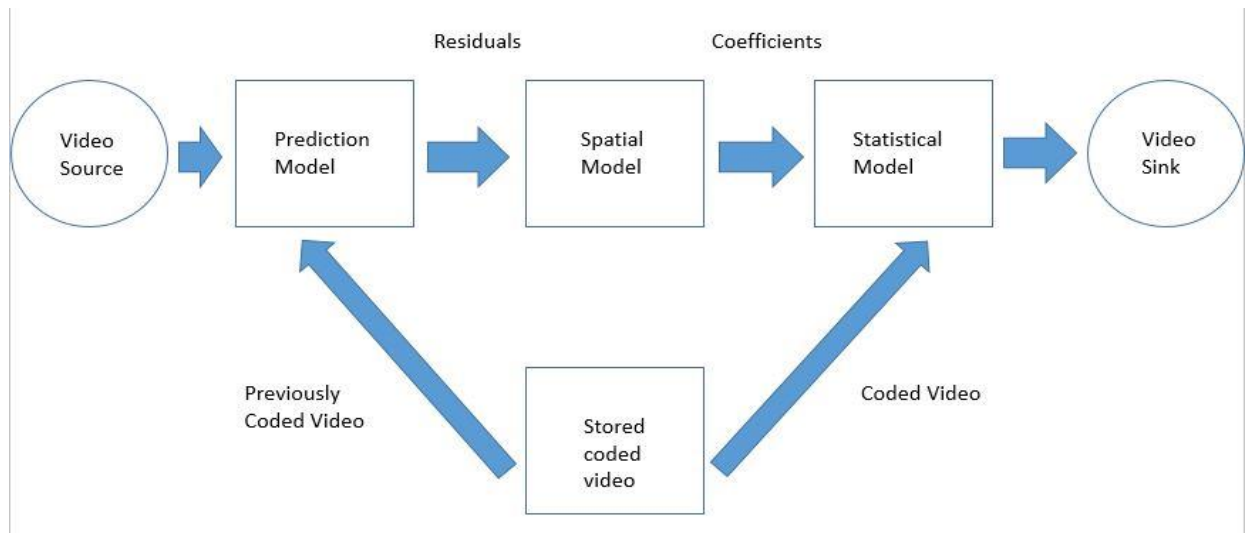 Residuals
Coefficients
Video
Source
Prediction
Model
Spatial
Model
Statistical
Model
Video
Sink
Previously
Coded Video
Stored
coded
video
Coded Video